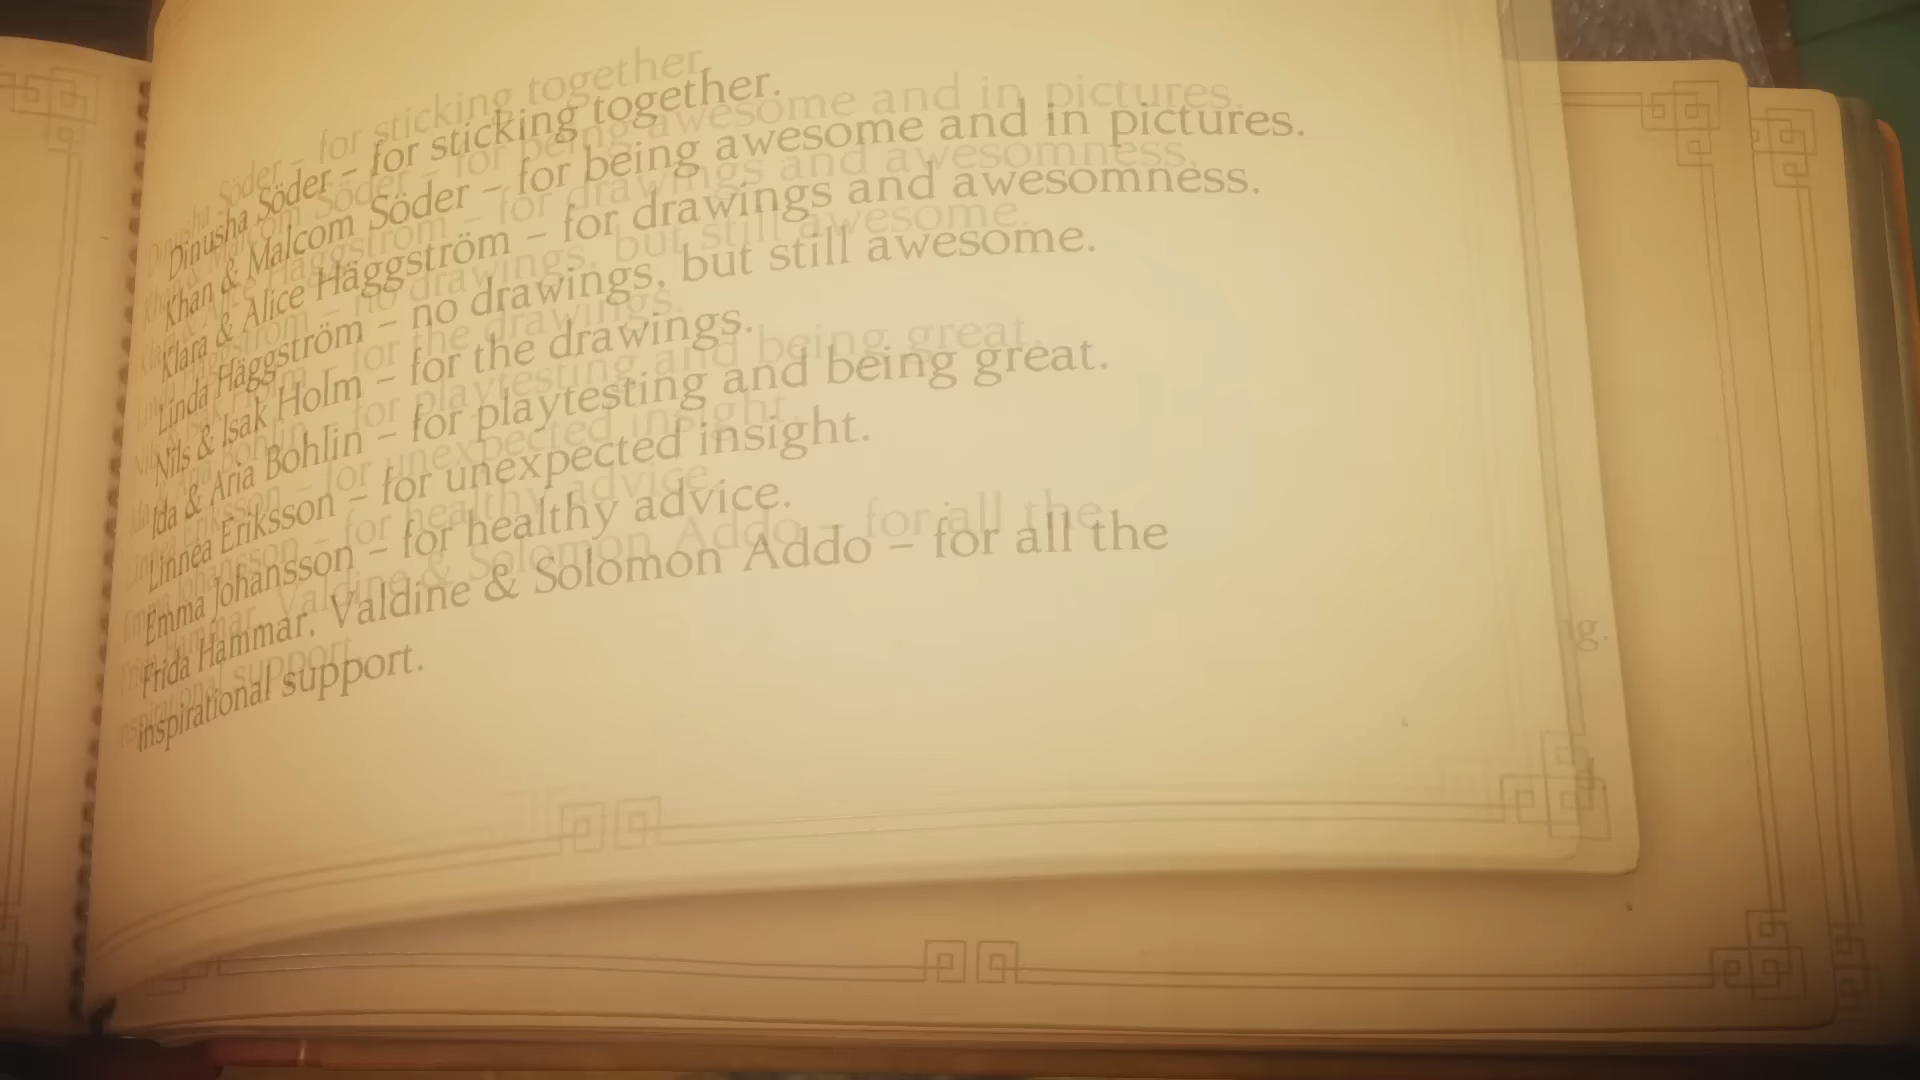 Dinusha Söder – for sticking together.
Khan & Malcom Söder – for being awesome and in pictures.
Klara & Alice Häggström – for drawings and awesomness.
Linda Häggström – no drawings, but still awesome.
Nils & Isak Holm – for the drawings.
Ida & Aria Bohlin – for playtesting and being great.
Linnéa Eriksson – for unexpected insight.
Emma Johansson – for healthy advice.
Frida Hammar, Valdine & Solomon Addo – for all the
inspirational support.